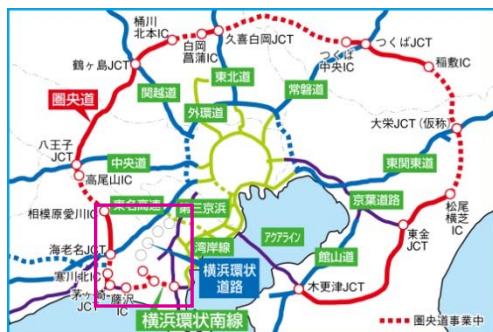 桶川
北本IC
白岡
菖蒲IC
久喜白岡JCT
つくば
中央IC
つくばJCT
稲敷IC
鶴ヶ島JCT
東北道
常磐道
関越道
外環道
圏央道
大栄JCT(仮称)
八王子
JCT
中央道
東関東道
高尾山IC
京葉道路
松尾
横芝IC
相模原愛川IC
東名高速
第三京浜
東金
JCT
湾岸線
アクアライン
館山道
海老名JCT
横浜環状
道路
寒川北IC
木更津JCT
茅ヶ崎
JCT
藤沢
IC
横浜環状南線
圏央道事業中